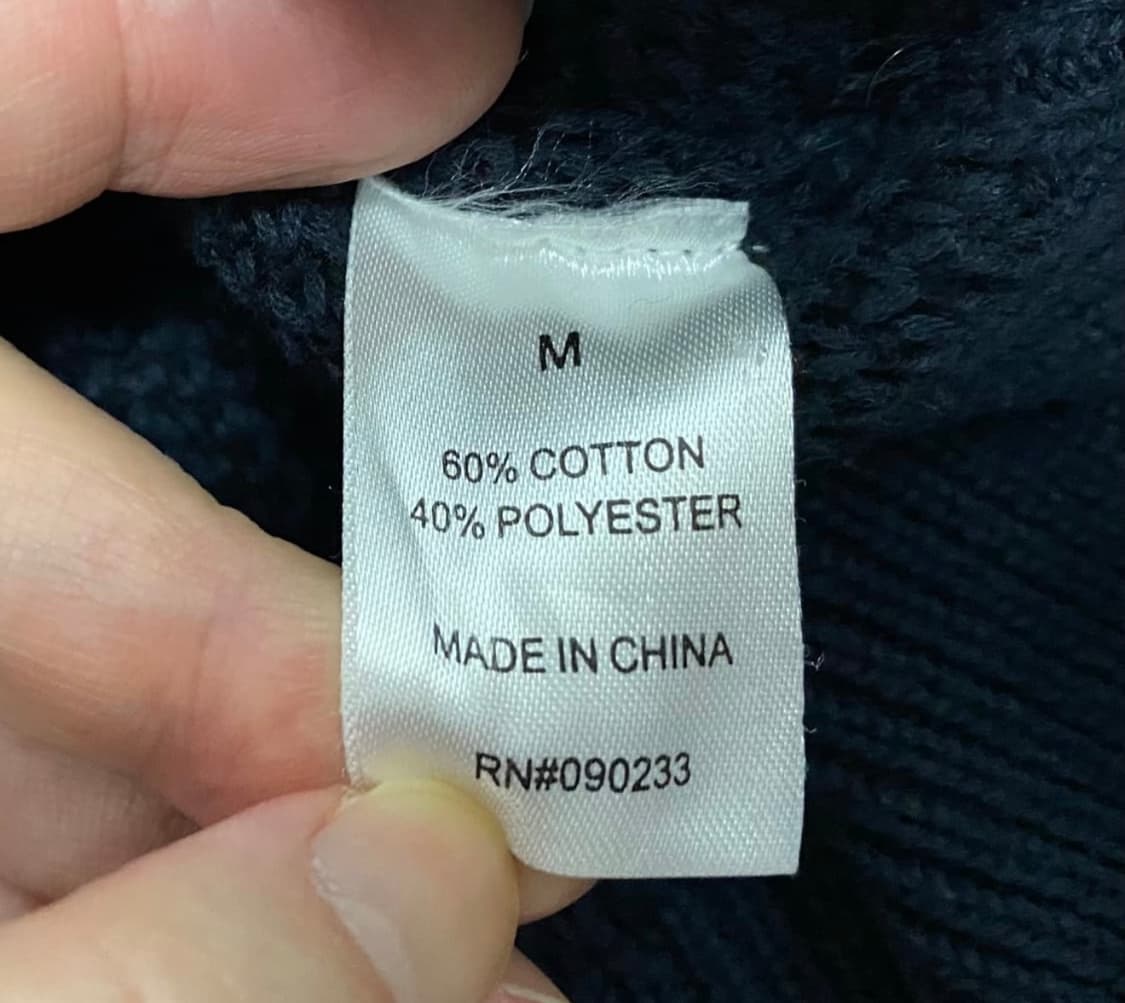 M
60% COTTON
40% POLYESTER
MADE IN CHINA
RN#090233